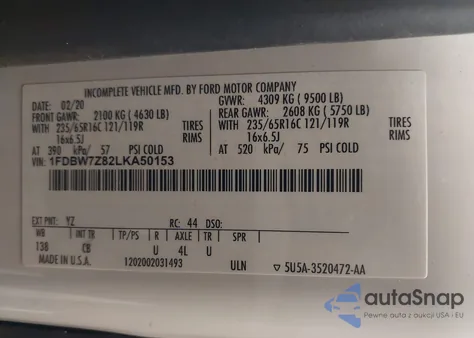 INCOMPLETE VEHICLE MFD. BY FORD MOTOR COMPANY
DATE: 02/20 GVWR: 4309 KG (9500 LB)
FRONT GAWR: 2100 KG (4630 LB) REAR GAWR: 2608 KG (5750 LB)
WITH 235/65R16C 121/119R TIRES WITH 235/65R16C 121/119R TIRES
16x6.5J RIMS 16x6.5J RIMS
AT 390 kPa/ 57 PSI COLD AT 520 kPa/ 75 PSI COLD
VIN: 1FDBW7Z82LKA50153
EXT PNT: YZ RC: 44 DSO:
WB INT TR TP/PS R AXLE TR SPR
138 CB U 4L U
MADE IN U.S.A. 1202002031493 ULN ▽ 5U5A-3520472-AA
autoSnap
Pewne auta z dostępem USA i EU